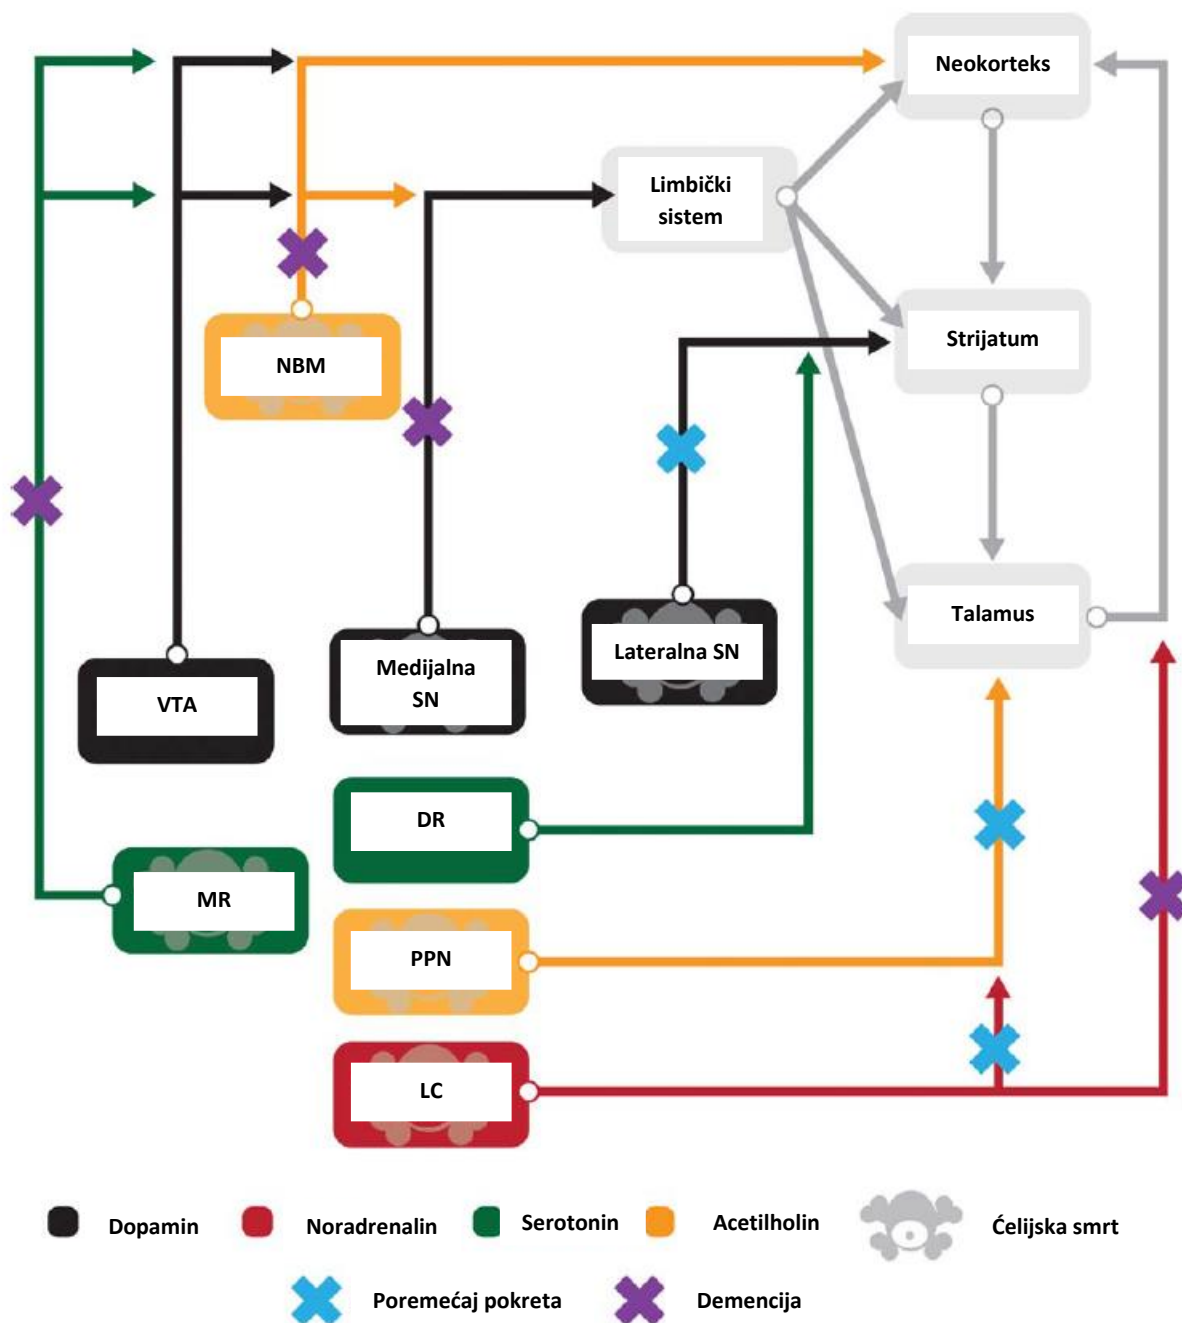 Neokorteks
Limbički
sistem
Strijatum
NBM
Talamus
Lateralna SN
Medijalna
SN
VTA
DR
MR
PPN
LC
Dopamin
Noradrenalin
Serotonin
Acetilholin
Ćelijska smrt
Poremećaj pokreta
Demencija